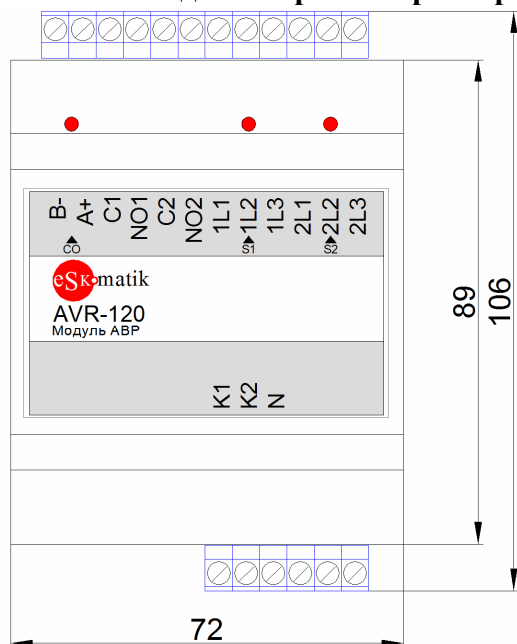 B-
A+
C1
NO1
C2
NO2
1L1
1L2
1L3
2L1
2L2
2L3
CO
S1
S2
eSKomatik
AVR-120
Модуль АВР
K1
K2
N
89
106
72